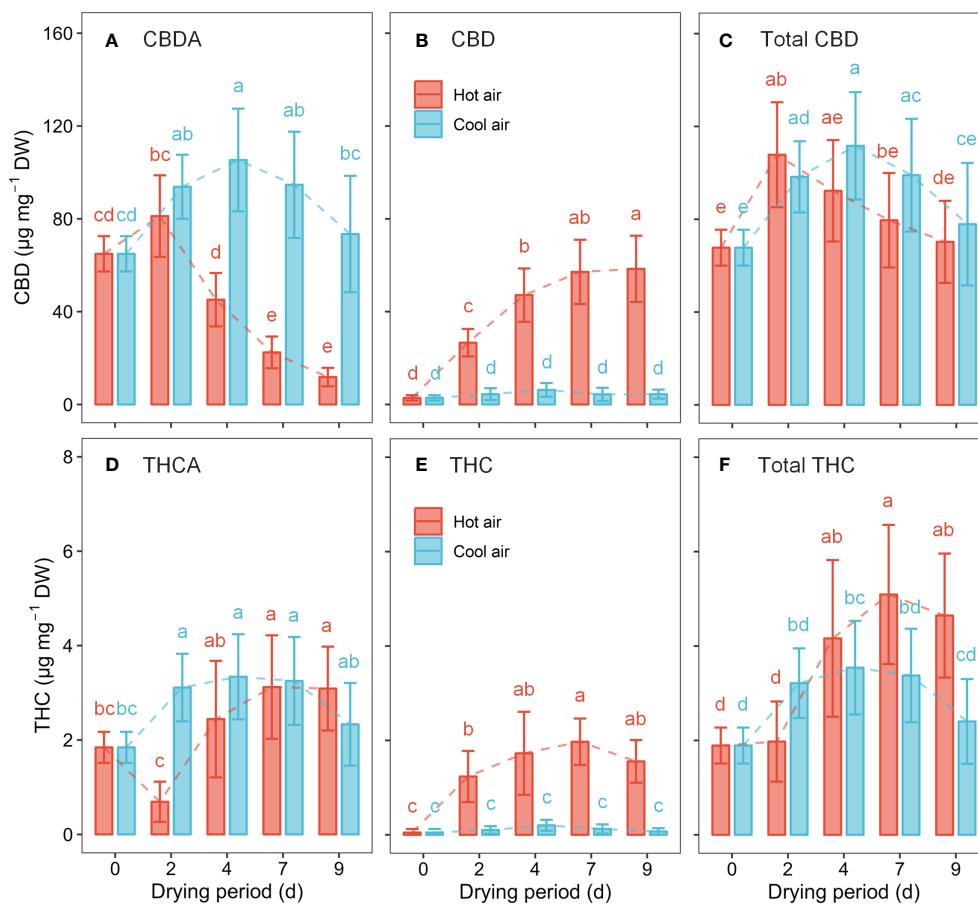 A CBDA
B CBD
C Total CBD
CBD (µg mg⁻¹ DW)
160
120
80
40
0
cd cd bc ab d a e ab e bc
Hot air
Cool air
d d c d b d ab d a d
e e ab ad ae a be ac de ce
D THCA
E THC
F Total THC
THC (µg mg⁻¹ DW)
8
6
4
2
0
bc bc c a ab a a a a ab
Hot air
Cool air
c c b c ab c a c ab c
d d d bd ab bc a bd ab cd
0 2 4 7 9
0 2 4 7 9
0 2 4 7 9
Drying period (d)
Drying period (d)
Drying period (d)